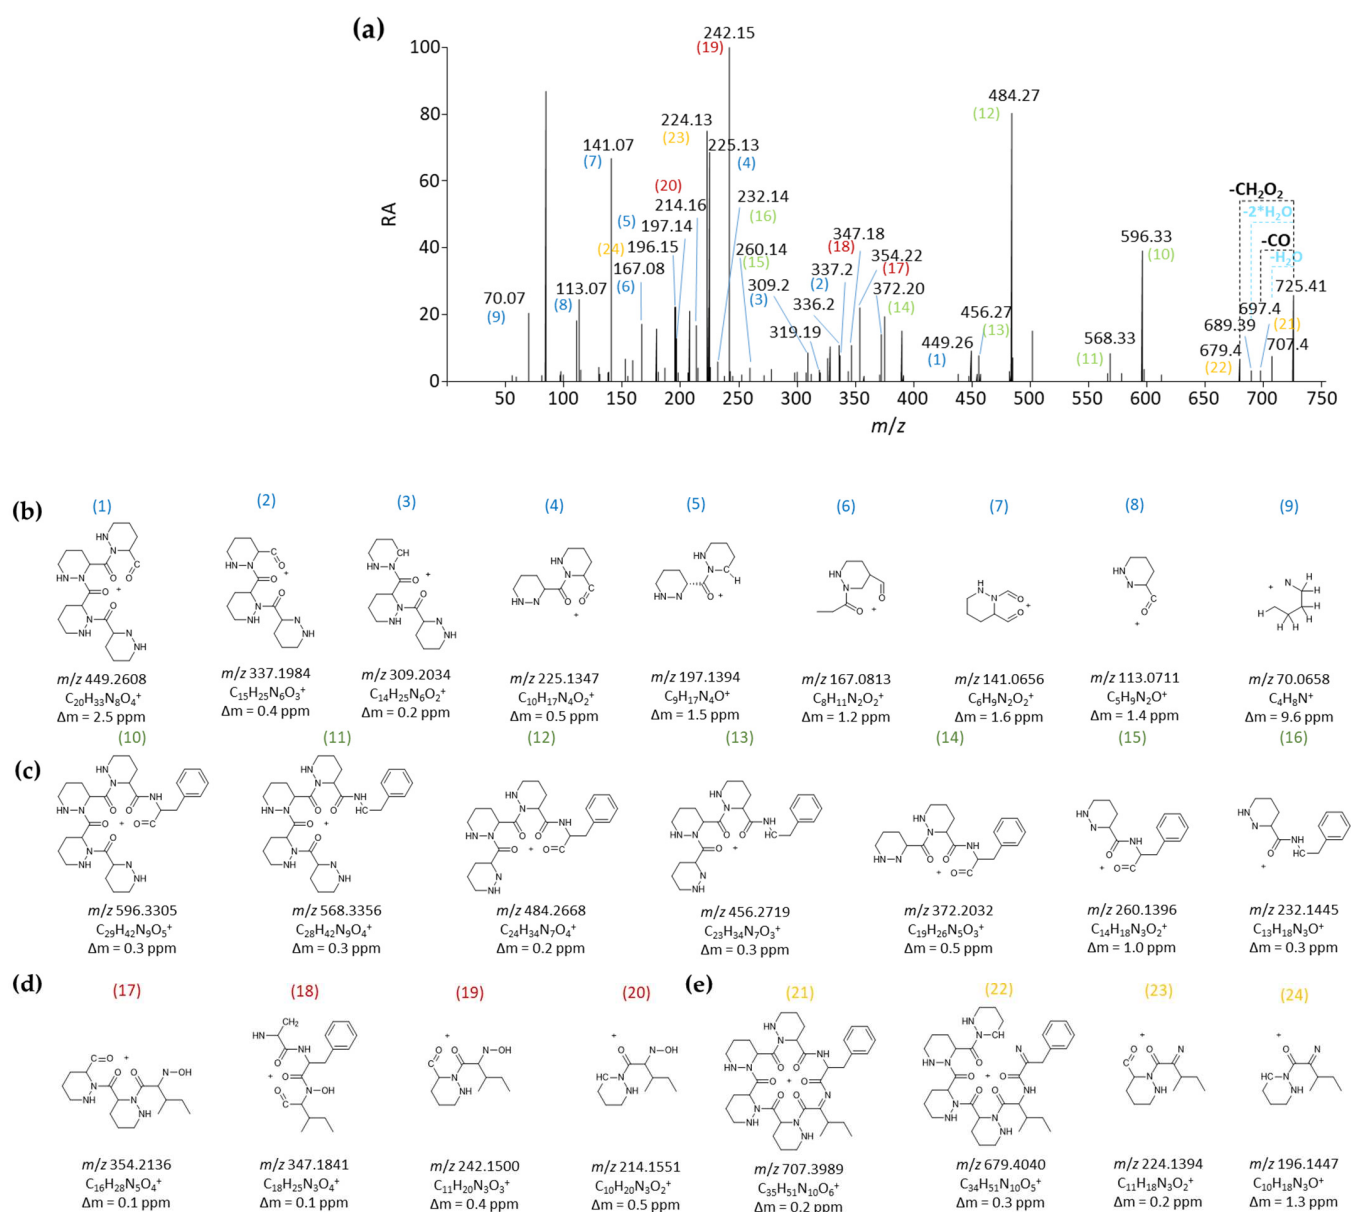 (a)
RA
100
80
60
40
20
0
50 100 150 200 250 300 350 400 450 500 550 600 650 700 750
m/z
242.15
(19)
224.13
(23)
225.13
(4)
141.07
(7)
(20)
(5)
214.16
197.14
(24)
196.15
167.08
(6)
232.14
(16)
260.14
(15)
70.07
(9)
113.07
(8)
309.2
(3)
319.19
336.2
337.2
(2)
347.18
(18)
354.22
(17)
372.20
(14)
449.26
(1)
456.27
(13)
484.27
(12)
568.33
(11)
596.33
(10)
-CH₂O₂
-2*H₂O
-CO
-H₂O
725.41
697.4
(21)
689.39
707.4
679.4
(22)
(b)
(1) (2) (3) (4) (5) (6) (7) (8) (9)
m/z 449.2608 m/z 337.1984 m/z 309.2034 m/z 225.1347 m/z 197.1394 m/z 167.0813 m/z 141.0656 m/z 113.0711 m/z 70.0658
C₂₀H₃₃N₈O₄⁺ C₁₅H₂₅N₆O₃⁺ C₁₄H₂₅N₆O₂⁺ C₁₀H₁₇N₄O₂⁺ C₉H₁₇N₄O⁺ C₈H₁₁N₂O₂⁺ C₆H₉N₂O₂⁺ C₅H₉N₂O⁺ C₄H₈N⁺
Δm = 2.5 ppm Δm = 0.4 ppm Δm = 0.2 ppm Δm = 0.5 ppm Δm = 1.5 ppm Δm = 1.2 ppm Δm = 1.6 ppm Δm = 1.4 ppm Δm = 9.6 ppm
(c)
(10) (11) (12) (13) (14) (15) (16)
m/z 596.3305 m/z 568.3356 m/z 484.2668 m/z 456.2719 m/z 372.2032 m/z 260.1396 m/z 232.1445
C₂₉H₄₂N₉O₅⁺ C₂₈H₄₂N₉O₄⁺ C₂₄H₃₄N₇O₄⁺ C₂₃H₃₄N₇O₃⁺ C₁₉H₂₆N₅O₃⁺ C₁₄H₁₈N₃O₂⁺ C₁₃H₁₈N₃O⁺
Δm = 0.3 ppm Δm = 0.3 ppm Δm = 0.2 ppm Δm = 0.3 ppm Δm = 0.5 ppm Δm = 1.0 ppm Δm = 0.3 ppm
(d)
(17) (18) (19) (20)
(e)
(21) (22) (23) (24)
m/z 354.2136 m/z 347.1841 m/z 242.1500 m/z 214.1551 m/z 707.3989 m/z 679.4040 m/z 224.1394 m/z 196.1447
C₁₆H₂₈N₅O₄⁺ C₁₈H₂₅N₃O₄⁺ C₁₁H₂₀N₃O₃⁺ C₁₀H₂₀N₃O₂⁺ C₃₅H₅₁N₁₀O₆⁺ C₃₄H₅₁N₁₀O₅⁺ C₁₁H₁₈N₃O₂⁺ C₁₀H₁₈N₃O⁺
Δm = 0.1 ppm Δm = 0.1 ppm Δm = 0.4 ppm Δm = 0.5 ppm Δm = 0.2 ppm Δm = 0.3 ppm Δm = 0.2 ppm Δm = 1.3 ppm